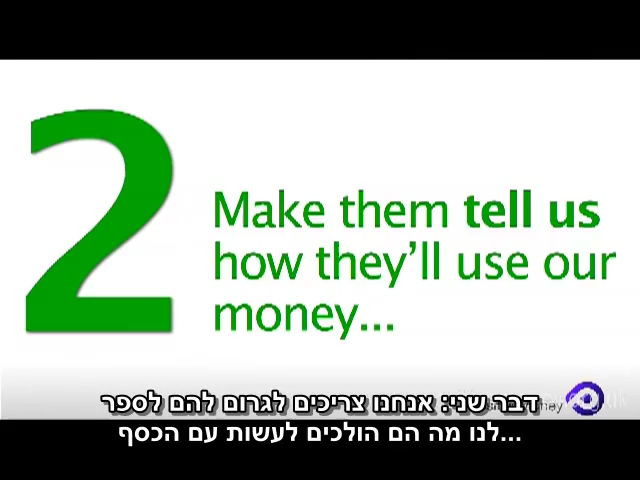 2
Make them tell us
how they'll use our
money...
דבר שני: אנחנו צריכים לגרום להם לספר
לנו מה הם הולכים לעשות עם הכסף...